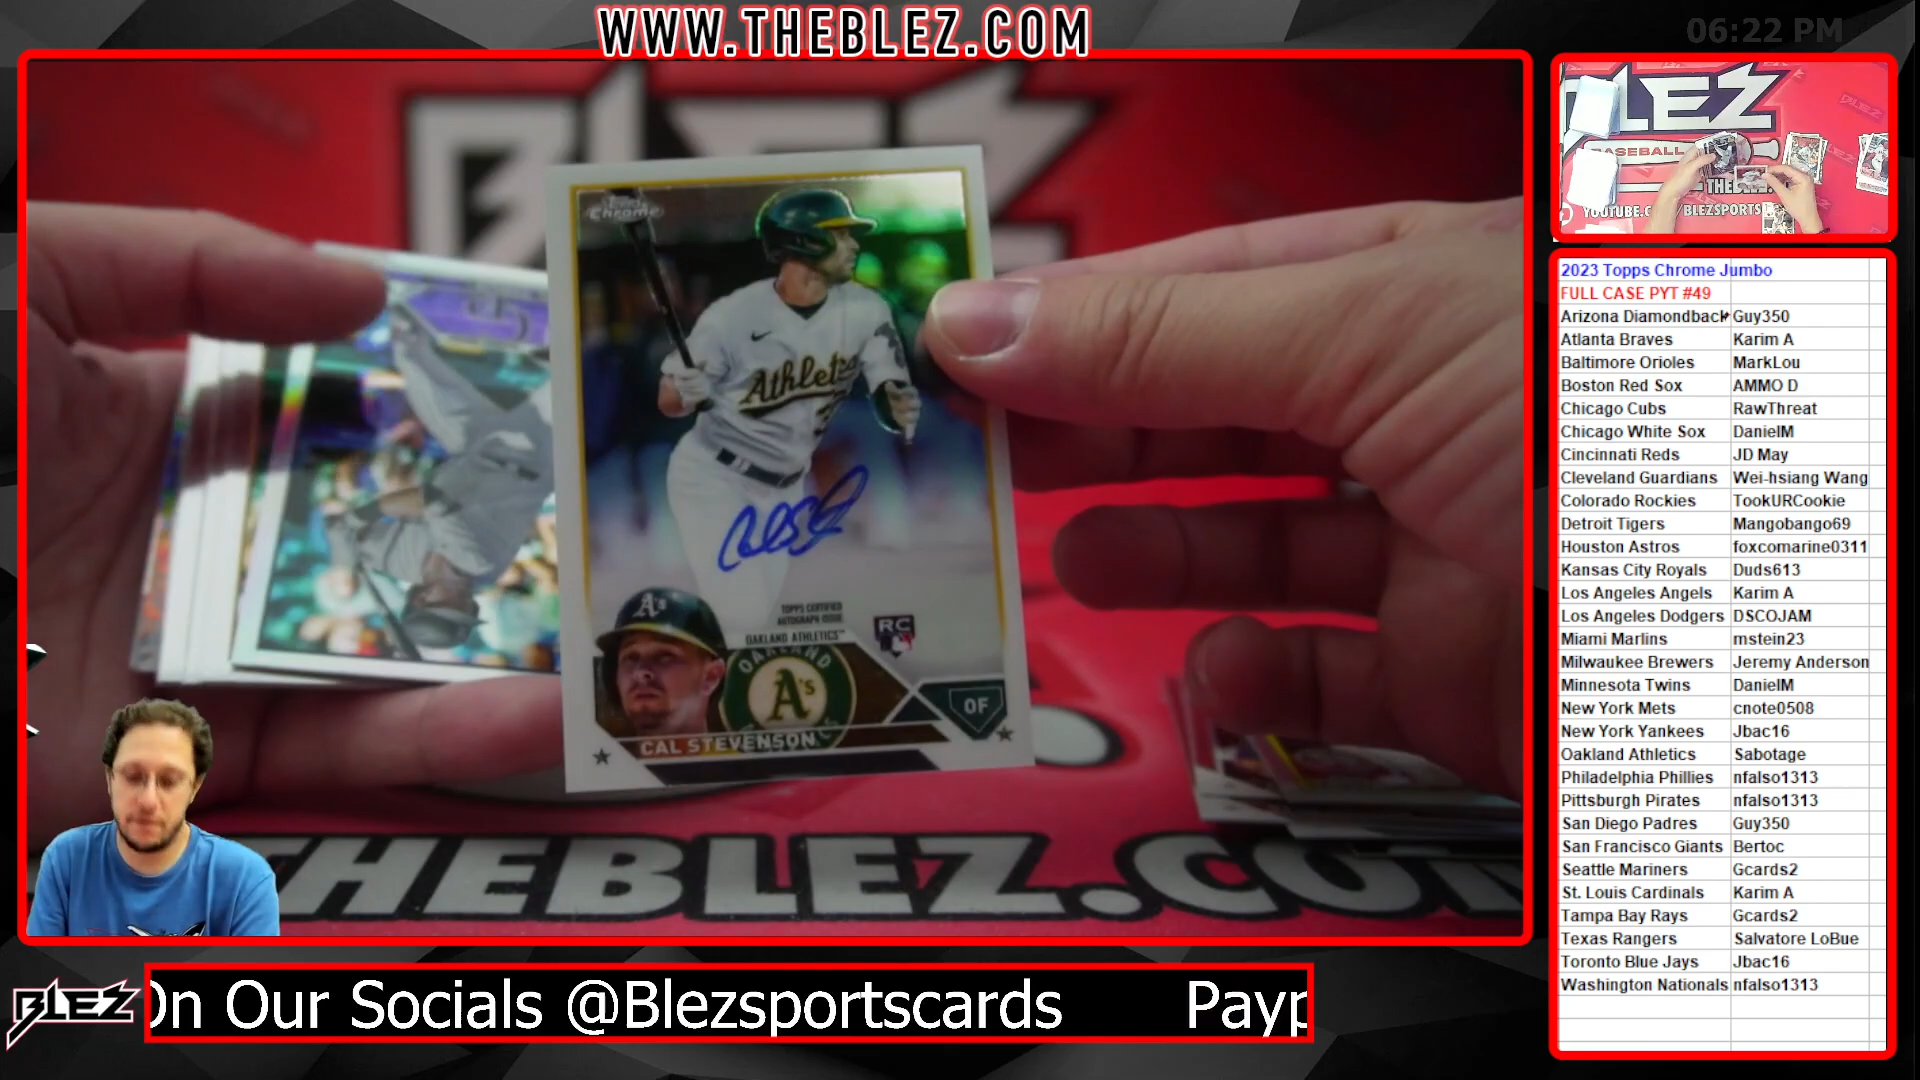 WWW.THEBLEZ.COM
06:22 PM
BLEZ
Topps
Chrome
Athletics
A's
TOPPS CERTIFIED
AUTOGRAPH ISSUE
OAKLAND ATHLETICS™
RC
OAKLAND
A's
OF
CAL STEVENSON
THEBLEZ.CO
LEZ
BLEZ
BASEBALL
THE
YOUTUBE.C /BLEZSPORTS
2023 Topps Chrome Jumbo
FULL CASE PYT #49
Arizona Diamondback Guy350
Atlanta Braves Karim A
Baltimore Orioles MarkLou
Boston Red Sox AMMO D
Chicago Cubs RawThreat
Chicago White Sox DanielM
Cincinnati Reds JD May
Cleveland Guardians Wei-hsiang Wang
Colorado Rockies TookURCookie
Detroit Tigers Mangobango69
Houston Astros foxcomarine0311
Kansas City Royals Duds613
Los Angeles Angels Karim A
Los Angeles Dodgers DSCOJAM
Miami Marlins mstein23
Milwaukee Brewers Jeremy Anderson
Minnesota Twins DanielM
New York Mets cnote0508
New York Yankees Jbac16
Oakland Athletics Sabotage
Philadelphia Phillies nfalso1313
Pittsburgh Pirates nfalso1313
San Diego Padres Guy350
San Francisco Giants Bertoc
Seattle Mariners Gcards2
St. Louis Cardinals Karim A
Tampa Bay Rays Gcards2
Texas Rangers Salvatore LoBue
Toronto Blue Jays Jbac16
Washington Nationals nfalso1313
BLEZ
On Our Socials @Blezsportscards Payp